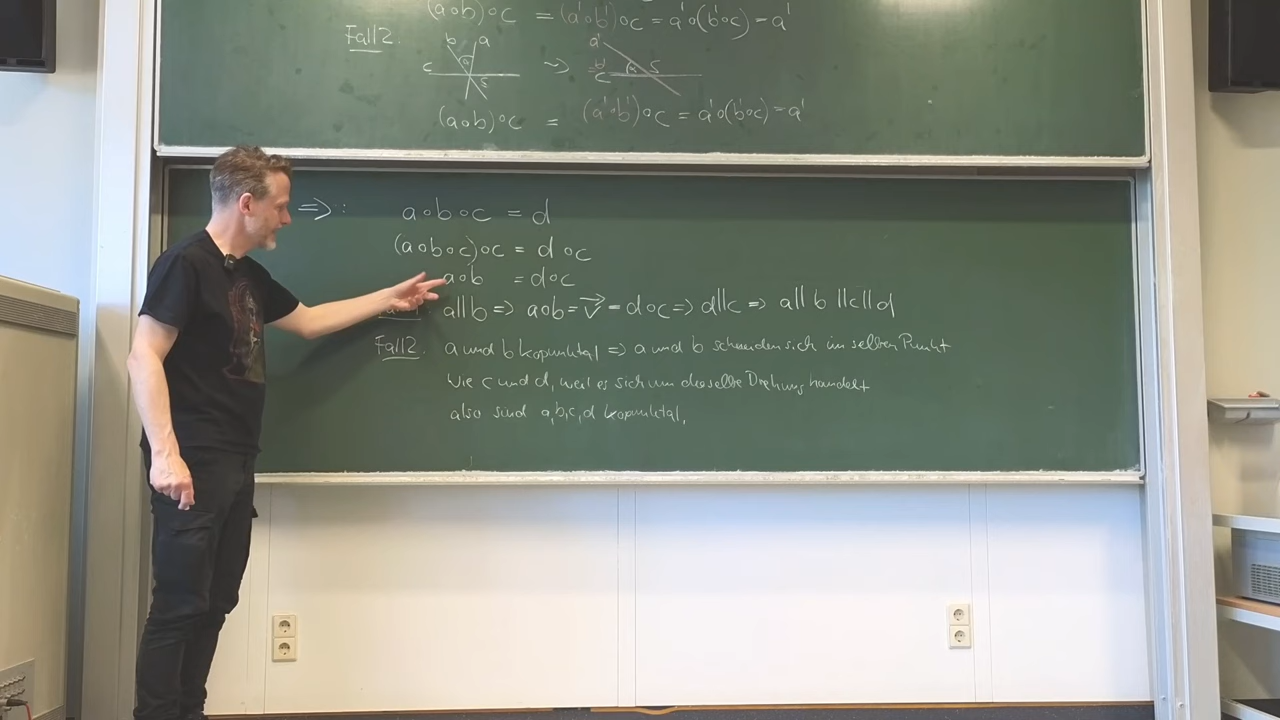 (a∘b)∘c = (a'∘b')∘c = a'∘(b'∘c) = a'
Fall 2.
b a
c
α
S
⇝
a'
b'=c
α
S
(a∘b)∘c = (a'∘b')∘c = a'∘(b'∘c) = a'
⇒: a∘b∘c = d
(a∘b∘c)∘c = d∘c
a∘b = d∘c
a||b ⇒ a∘b = v⃗ = d∘c ⇒ d||c ⇒ a||b||c||d
Fall 2. a und b kopunktal ⇒ a und b schneiden sich im selben Punkt
wie c und d, weil es sich um dieselbe Drehung handelt
also sind a,b,c,d kopunktal,